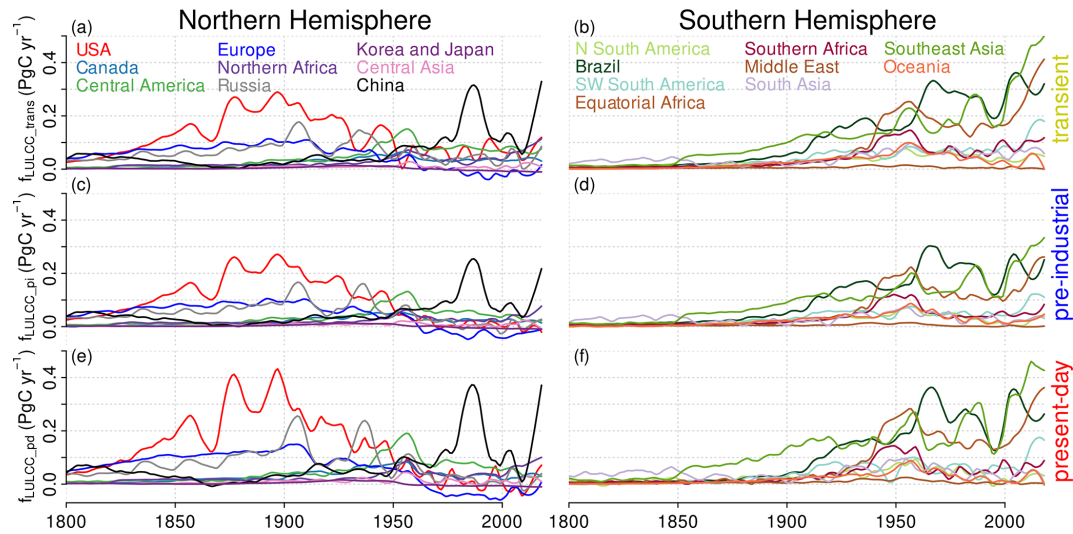 Northern Hemisphere
Southern Hemisphere
(a)
USA
Europe
Korea and Japan
Canada
Northern Africa
Central Asia
Central America
Russia
China
0.0 0.2 0.4
fLULCC_trans (PgC yr−1)
(b)
N South America
Southern Africa
Southeast Asia
Brazil
Middle East
Oceania
SW South America
South Asia
Equatorial Africa
transient
(c)
0.0 0.2 0.4
fLULCC_pi (PgC yr−1)
(d)
pre-industrial
(e)
0.0 0.2 0.4
fLULCC_pd (PgC yr−1)
(f)
present-day
1800 1850 1900 1950 2000
1800 1850 1900 1950 2000